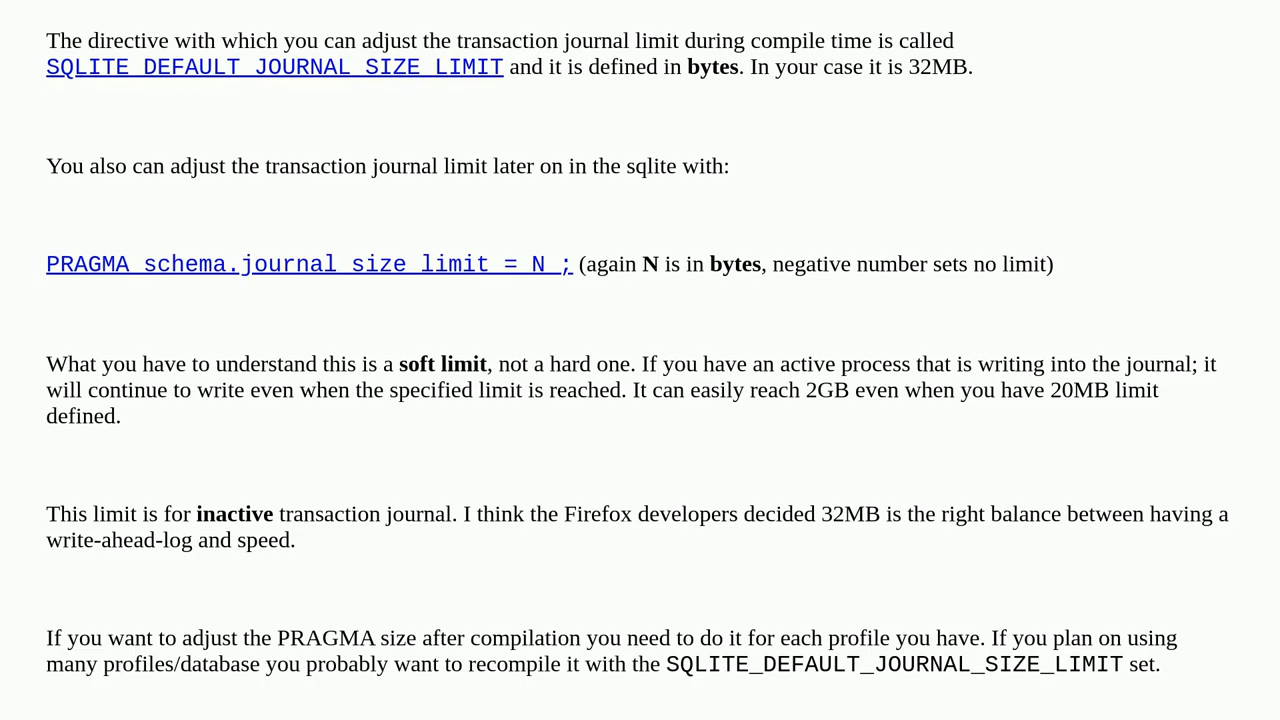 The directive with which you can adjust the transaction journal limit during compile time is called
SQLITE_DEFAULT_JOURNAL_SIZE_LIMIT and it is defined in bytes. In your case it is 32MB.
You also can adjust the transaction journal limit later on in the sqlite with:
PRAGMA schema.journal_size_limit = N ; (again N is in bytes, negative number sets no limit)
What you have to understand this is a soft limit, not a hard one. If you have an active process that is writing into the journal; it
will continue to write even when the specified limit is reached. It can easily reach 2GB even when you have 20MB limit
defined.
This limit is for inactive transaction journal. I think the Firefox developers decided 32MB is the right balance between having a
write-ahead-log and speed.
If you want to adjust the PRAGMA size after compilation you need to do it for each profile you have. If you plan on using
many profiles/database you probably want to recompile it with the SQLITE_DEFAULT_JOURNAL_SIZE_LIMIT set.